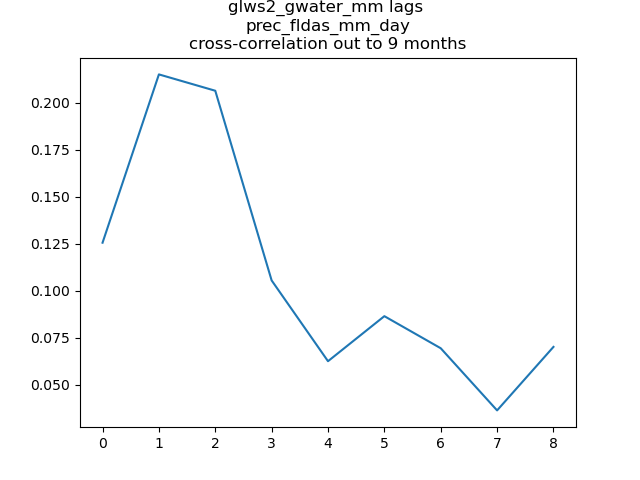 glws2_gwater_mm lags
prec_fldas_mm_day
cross-correlation out to 9 months
0.200
0.175
0.150
0.125
0.100
0.075
0.050
0 1 2 3 4 5 6 7 8